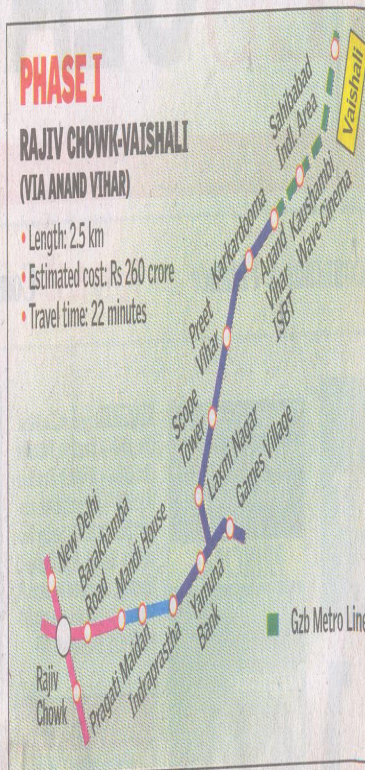 PHASE I
RAJIV CHOWK-VAISHALI
(VIA ANAND VIHAR)
• Length: 2.5 km
• Estimated cost: Rs 260 crore
• Travel time: 22 minutes
Vaishali
Sahibabad
Indl. Area
Kaushambi
Wave-Cinema
Anand
Vihar
ISBT
Karkardooma
Preet
Vihar
Scope
Tower
Laxmi Nagar
Games Village
Yamuna
Bank
Indraprastha
Pragati Maidan
Mandi House
Barakhamba
Road
New Delhi
Rajiv
Chowk
Gzb Metro Line